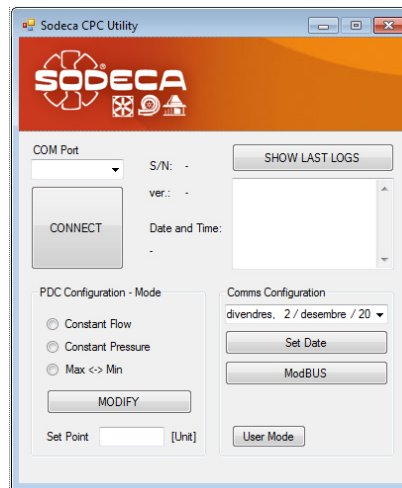 Sodeca CPC Utility
SODECA
®
COM Port
S/N: -
SHOW LAST LOGS
ver.: -
CONNECT
Date and Time:
-
PDC Configuration - Mode
Constant Flow
Constant Pressure
Max <-> Min
MODIFY
Set Point
[Unit]
Comms Configuration
divendres, 2 / desembre / 20
Set Date
ModBUS
User Mode